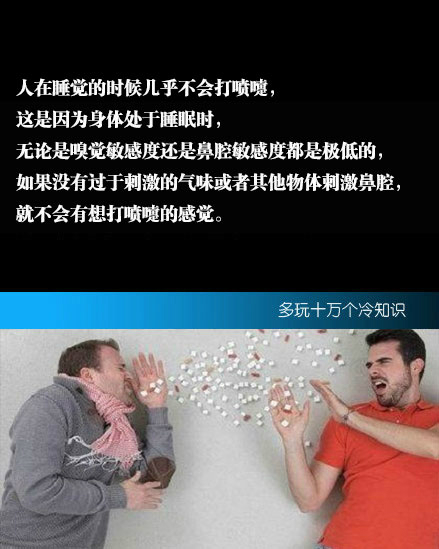 人在睡觉的时候几乎不会打喷嚏，
这是因为身体处于睡眠时，
无论是嗅觉敏感度还是鼻腔敏感度都是极低的，
如果没有过于刺激的气味或者其他物体刺激鼻腔，
就不会有想打喷嚏的感觉。
多玩十万个冷知识